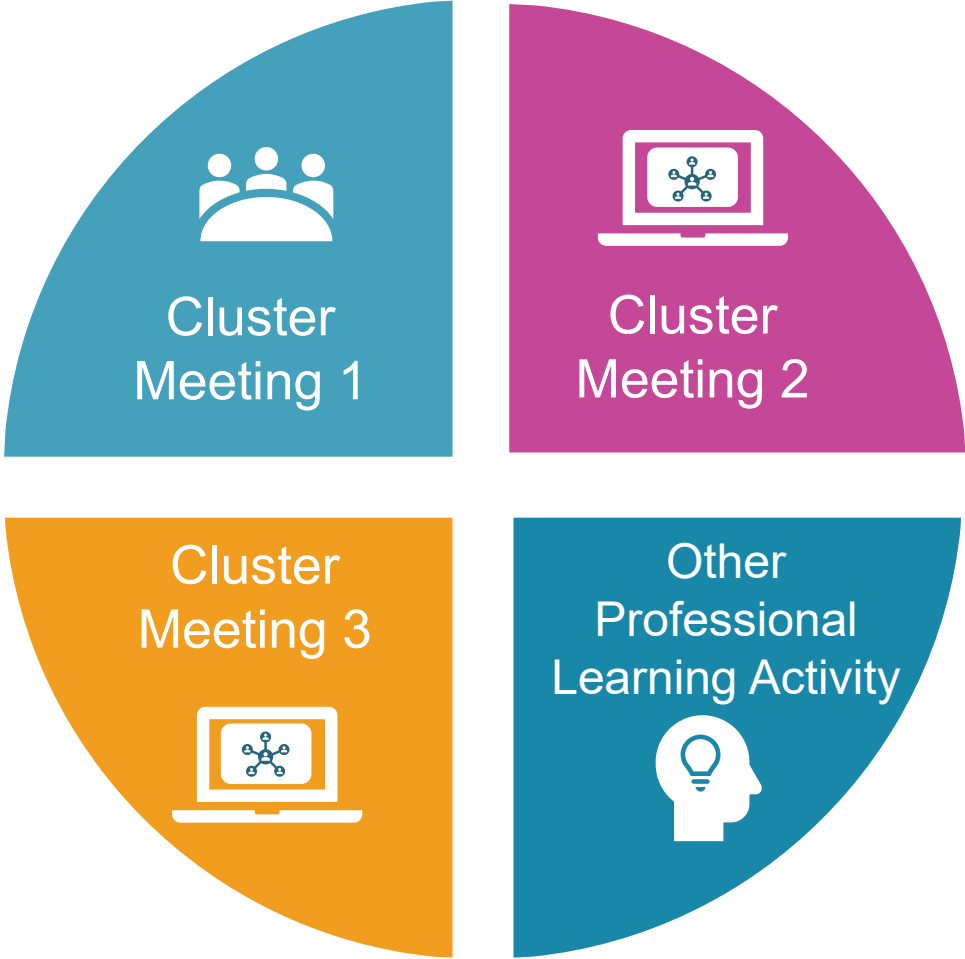 Cluster
Meeting 1
Cluster
Meeting 2
Cluster
Meeting 3
Other
Professional
Learning Activity